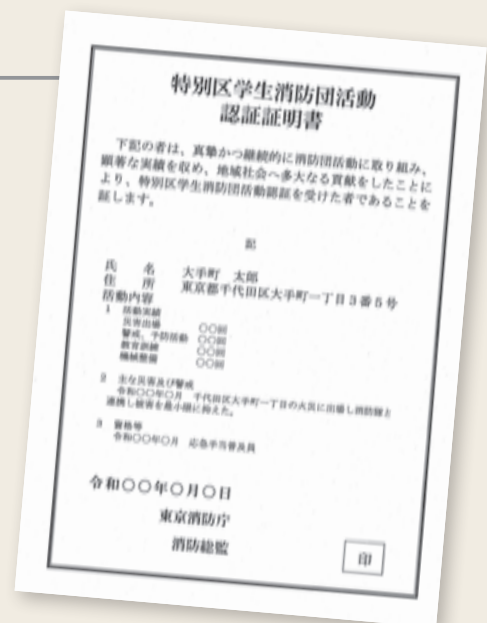 特別区学生消防団活動
認証証明書
下記の者は、真摯かつ継続的に消防団活動に取り組み、
顕著な実績を収め、地域社会へ多大なる貢献をしたことに
より、特別区学生消防団活動認証を受けた者であることを
証します。
記
氏　名　大手町　太郎
住　所　東京都千代田区大手町一丁目3番5号
活動内容
1　活動実績
災害出場　〇〇回
警戒、予防活動　〇〇回
教育訓練　〇〇回
機械整備　〇〇回
2　主な災害及び警戒
令和〇〇年〇月　千代田区大手町一丁目の火災に出場し消防隊と
連携し被害を最小限に抑えた。
3　資格等
令和〇〇年〇月　応急手当普及員
令和〇〇年〇月〇日
東京消防庁
消防総監
印